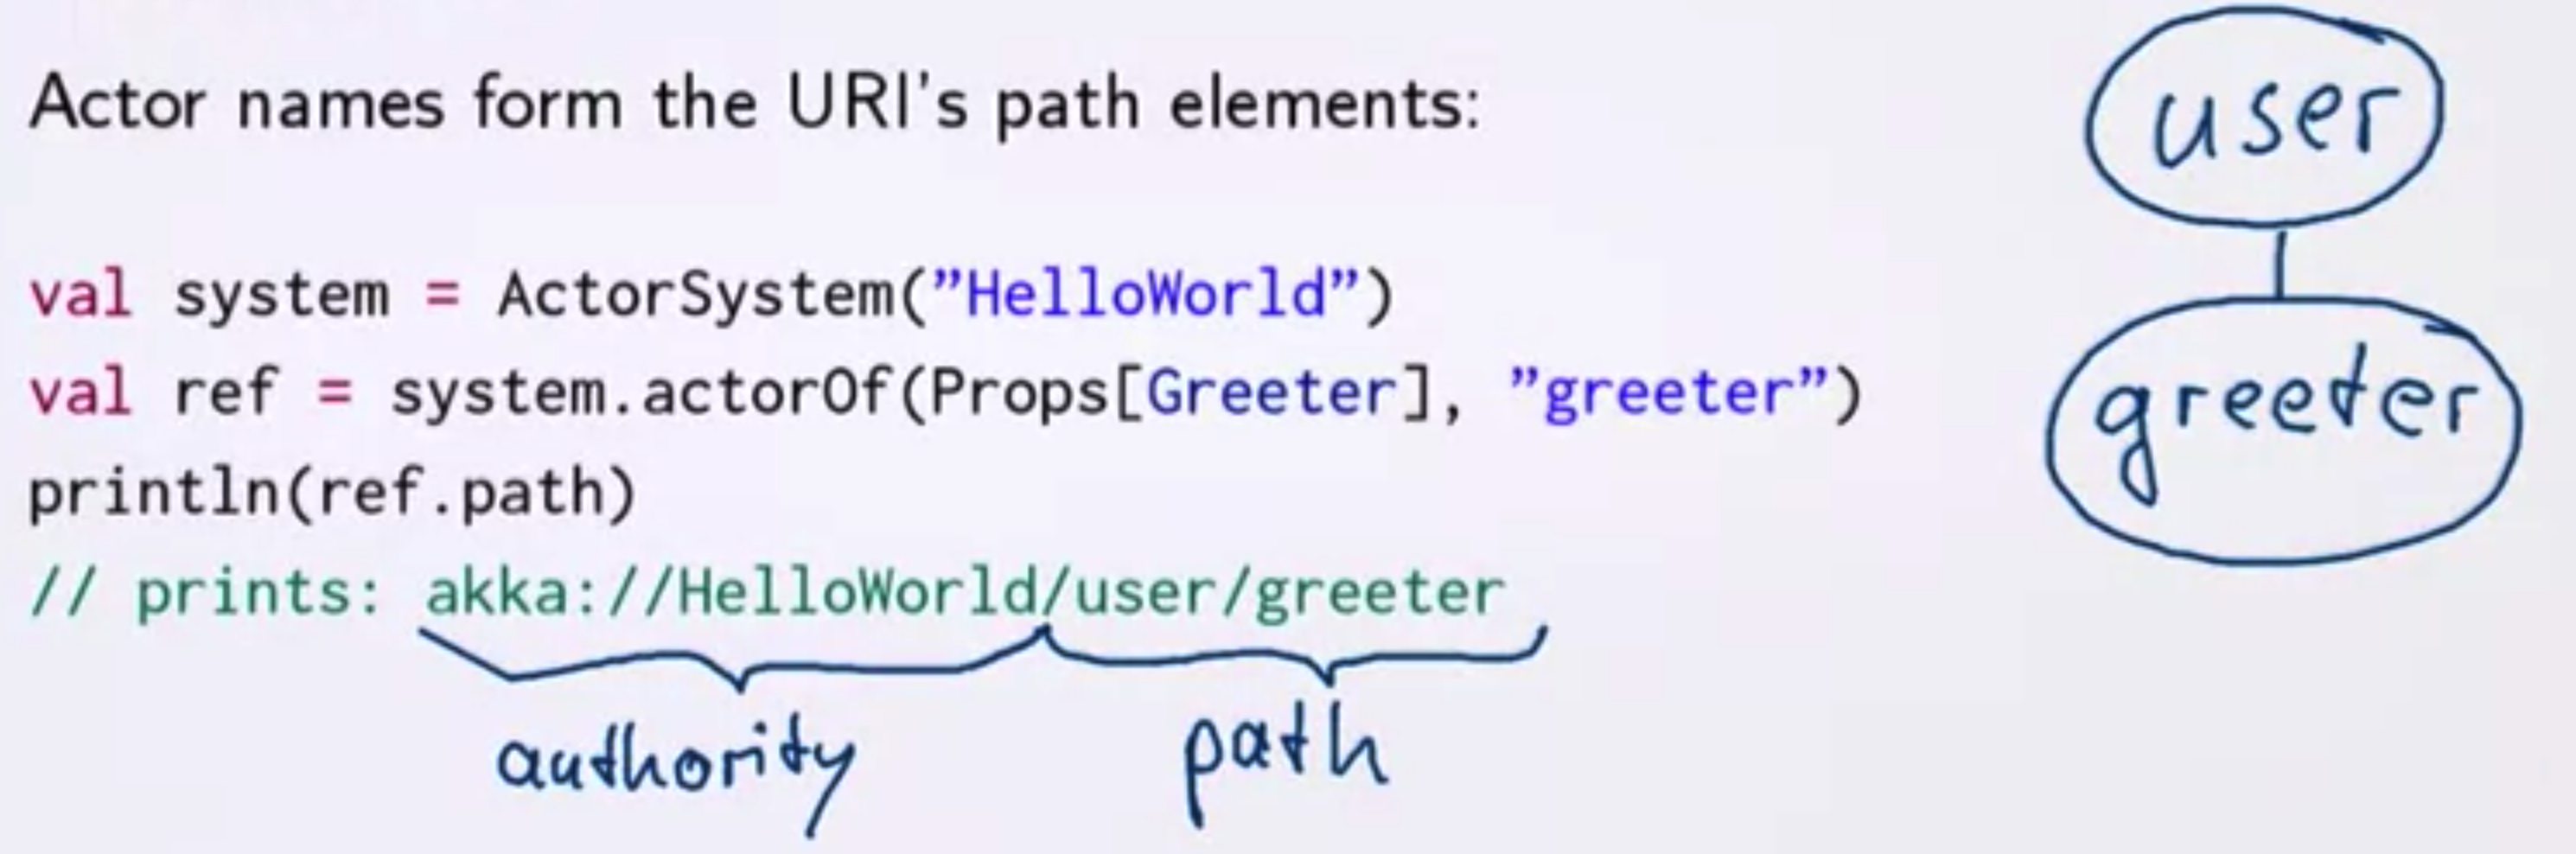 Actor names form the URI's path elements:
val system = ActorSystem(”HelloWorld”)
val ref = system.actorOf(Props[Greeter], ”greeter”)
println(ref.path)
// prints: akka://HelloWorld/user/greeter
authority path
user
greeter